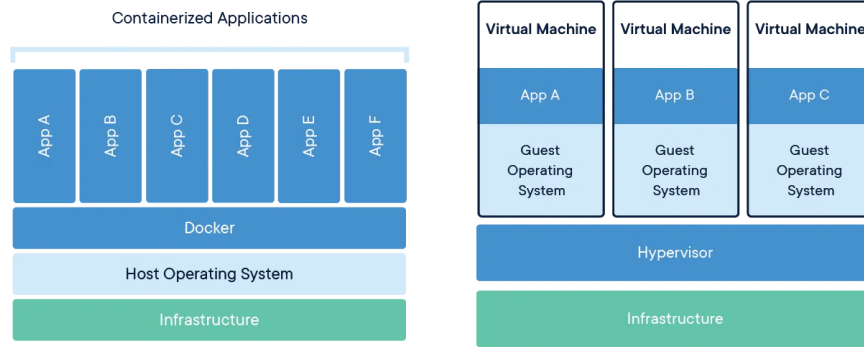 Containerized Applications
App A
App B
App C
App D
App E
App F
Docker
Host Operating System
Infrastructure
Virtual Machine
Virtual Machine
Virtual Machine
App A
App B
App C
Guest
Operating
System
Guest
Operating
System
Guest
Operating
System
Hypervisor
Infrastructure